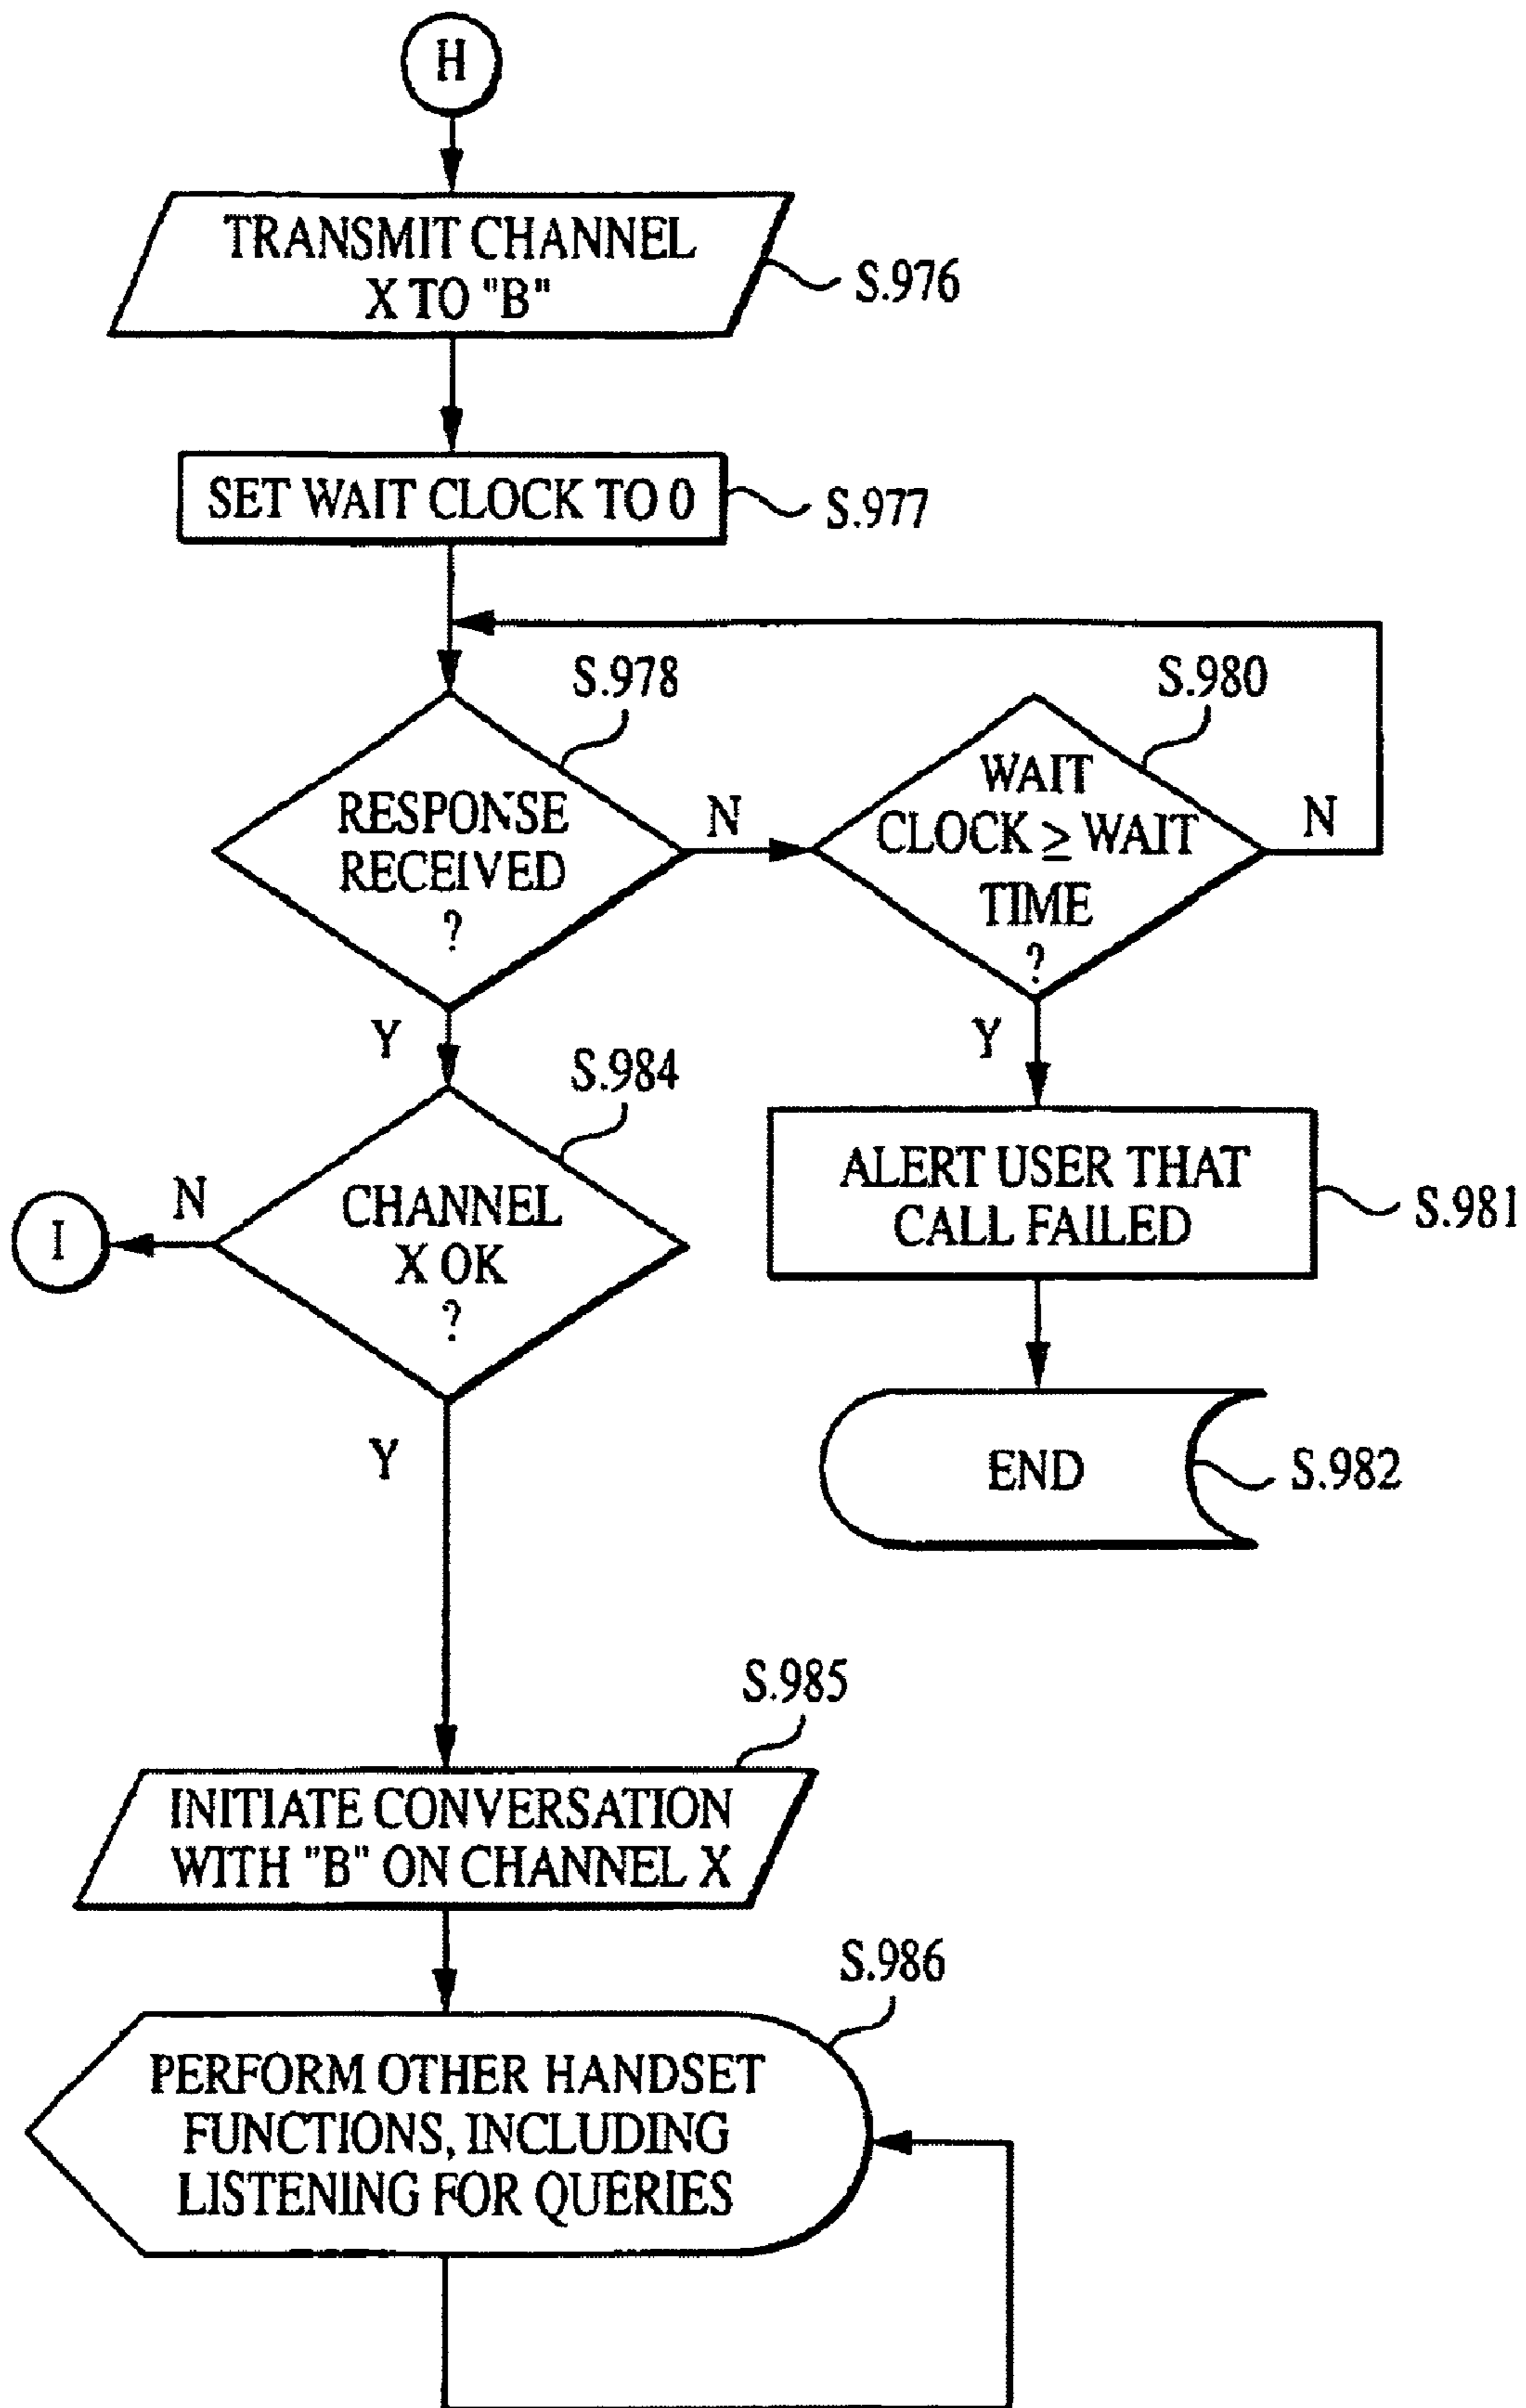 H
TRANSMIT CHANNEL
X TO "B"
S.976
SET WAIT CLOCK TO 0
S.977
S.978
RESPONSE
RECEIVED
?
N
Y
S.980
WAIT
CLOCK ≥ WAIT
TIME
?
N
Y
ALERT USER THAT
CALL FAILED
S.981
END
S.982
S.984
CHANNEL
X OK
?
N
I
Y
S.985
INITIATE CONVERSATION
WITH "B" ON CHANNEL X
S.986
PERFORM OTHER HANDSET
FUNCTIONS, INCLUDING
LISTENING FOR QUERIES